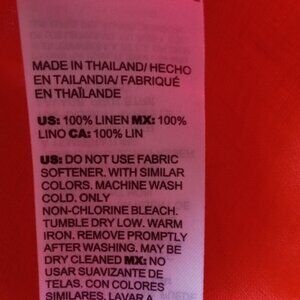 MADE IN THAILAND/ HECHO
EN TAILANDIA/ FABRIQUÉ
EN THAÏLANDE
US: 100% LINEN MX: 100%
LINO CA: 100% LIN
US: DO NOT USE FABRIC
SOFTENER. WITH SIMILAR
COLORS. MACHINE WASH
COLD. ONLY
NON-CHLORINE BLEACH.
TUMBLE DRY LOW. WARM
IRON. REMOVE PROMPTLY
AFTER WASHING. MAY BE
DRY CLEANED MX: NO
USAR SUAVIZANTE DE
TELAS. CON COLORES
SIMILARES. LAVAR A